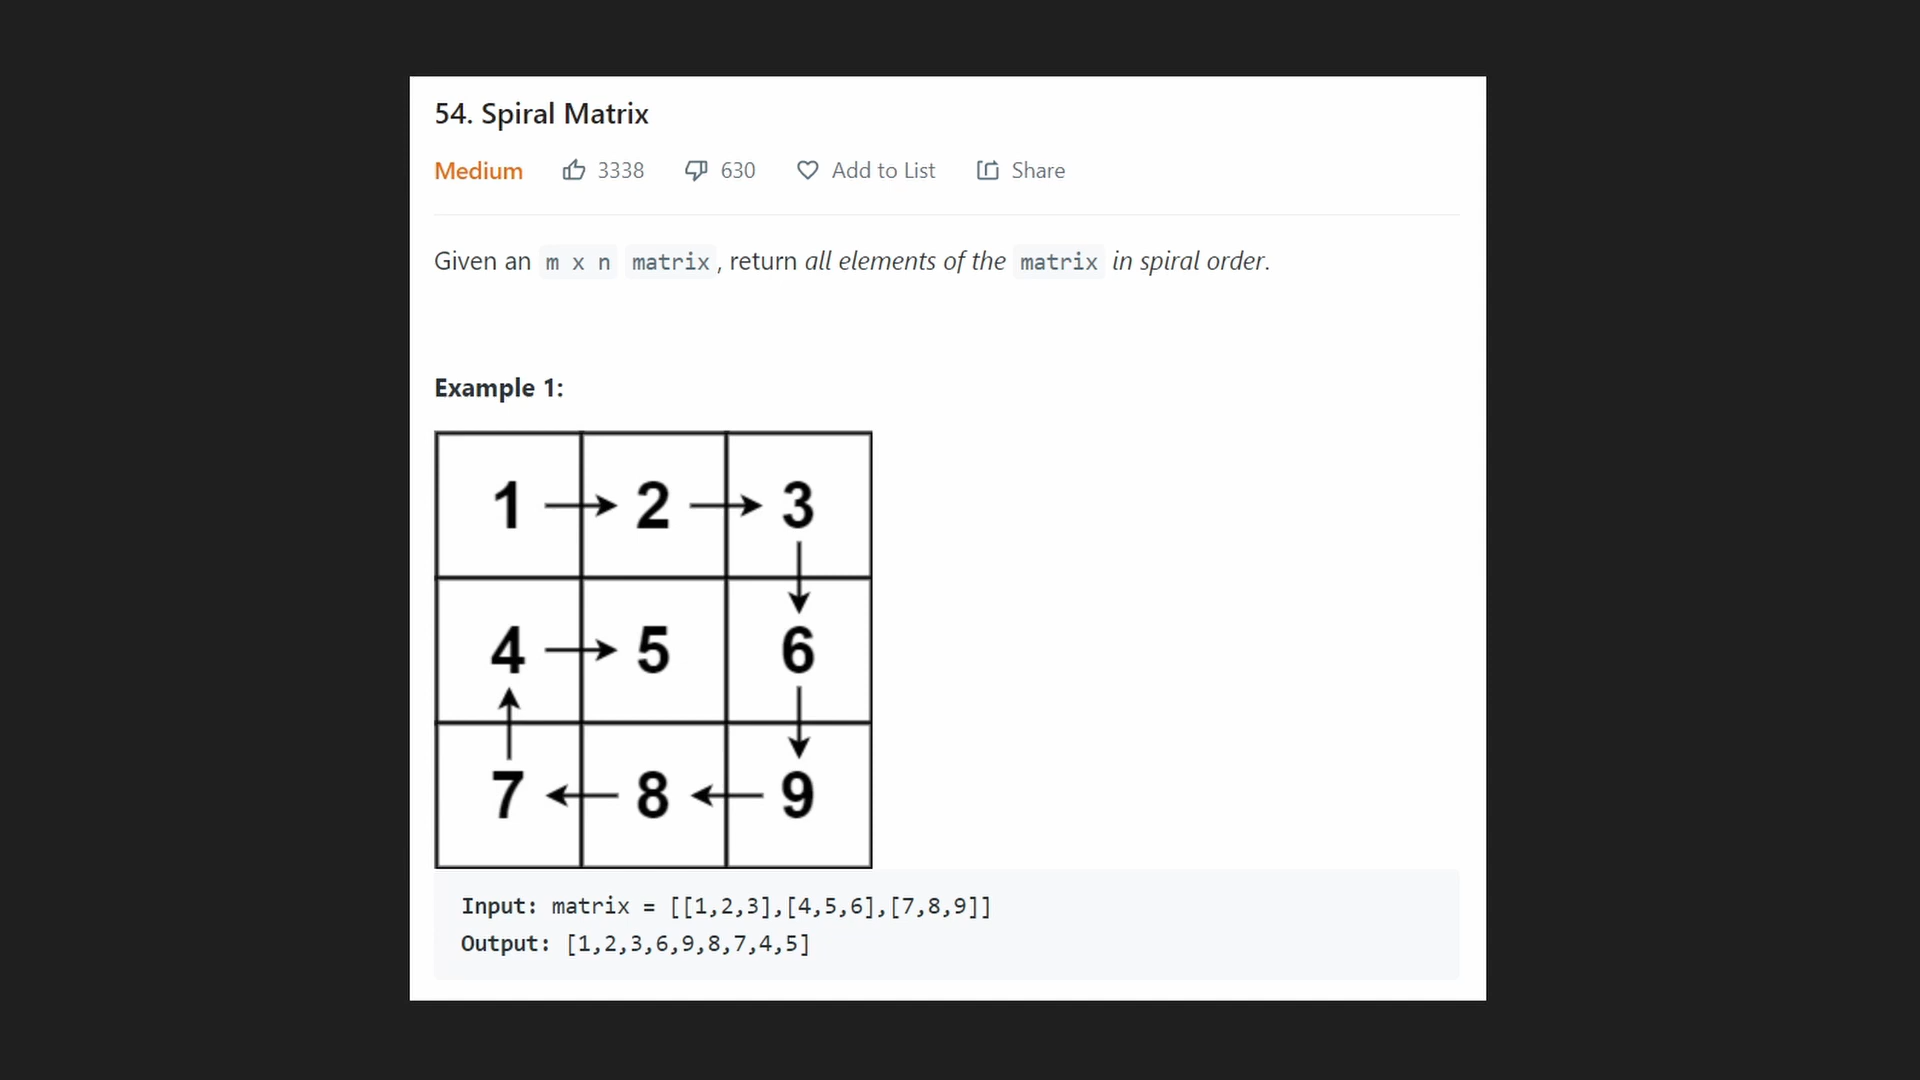 54. Spiral Matrix
Medium 3338 630 Add to List Share
Given an m x n matrix, return all elements of the matrix in spiral order.
Example 1:
1 2 3
4 5 6
7 8 9
Input: matrix = [[1,2,3],[4,5,6],[7,8,9]]
Output: [1,2,3,6,9,8,7,4,5]